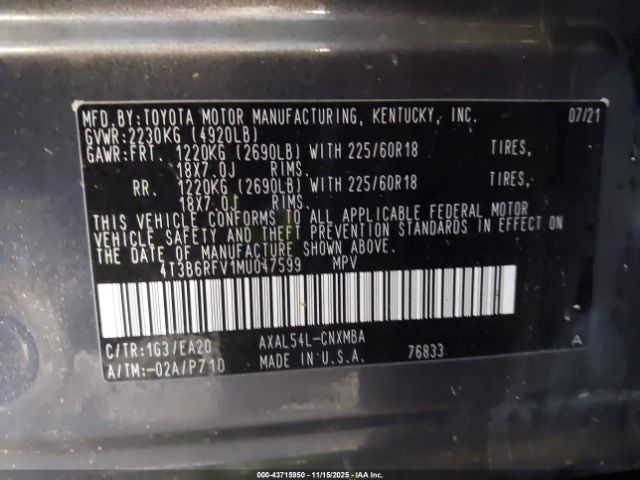 MFD.BY:TOYOTA MOTOR MANUFACTURING, KENTUCKY, INC. 07/21
GVWR:2230KG (4920LB)
GAWR:FRT. 1220KG (2690LB) WITH 225/60R18 TIRES,
18X7.0J RIMS.
RR. 1220KG (2690LB) WITH 225/60R18 TIRES,
18X7.0J RIMS.
THIS VEHICLE CONFORMS TO ALL APPLICABLE FEDERAL MOTOR
VEHICLE SAFETY AND THEFT PREVENTION STANDARDS IN EFFECT ON
THE DATE OF MANUFACTURE SHOWN ABOVE.
4T3B6RFV1MU047599 MPV
C/TR:1G3/EA20 AXAL54L-CNXMBA A
A/TM:-02A/P710 MADE IN U.S.A. 76833
000-43715950 - 11/15/2025 - IAA Inc.